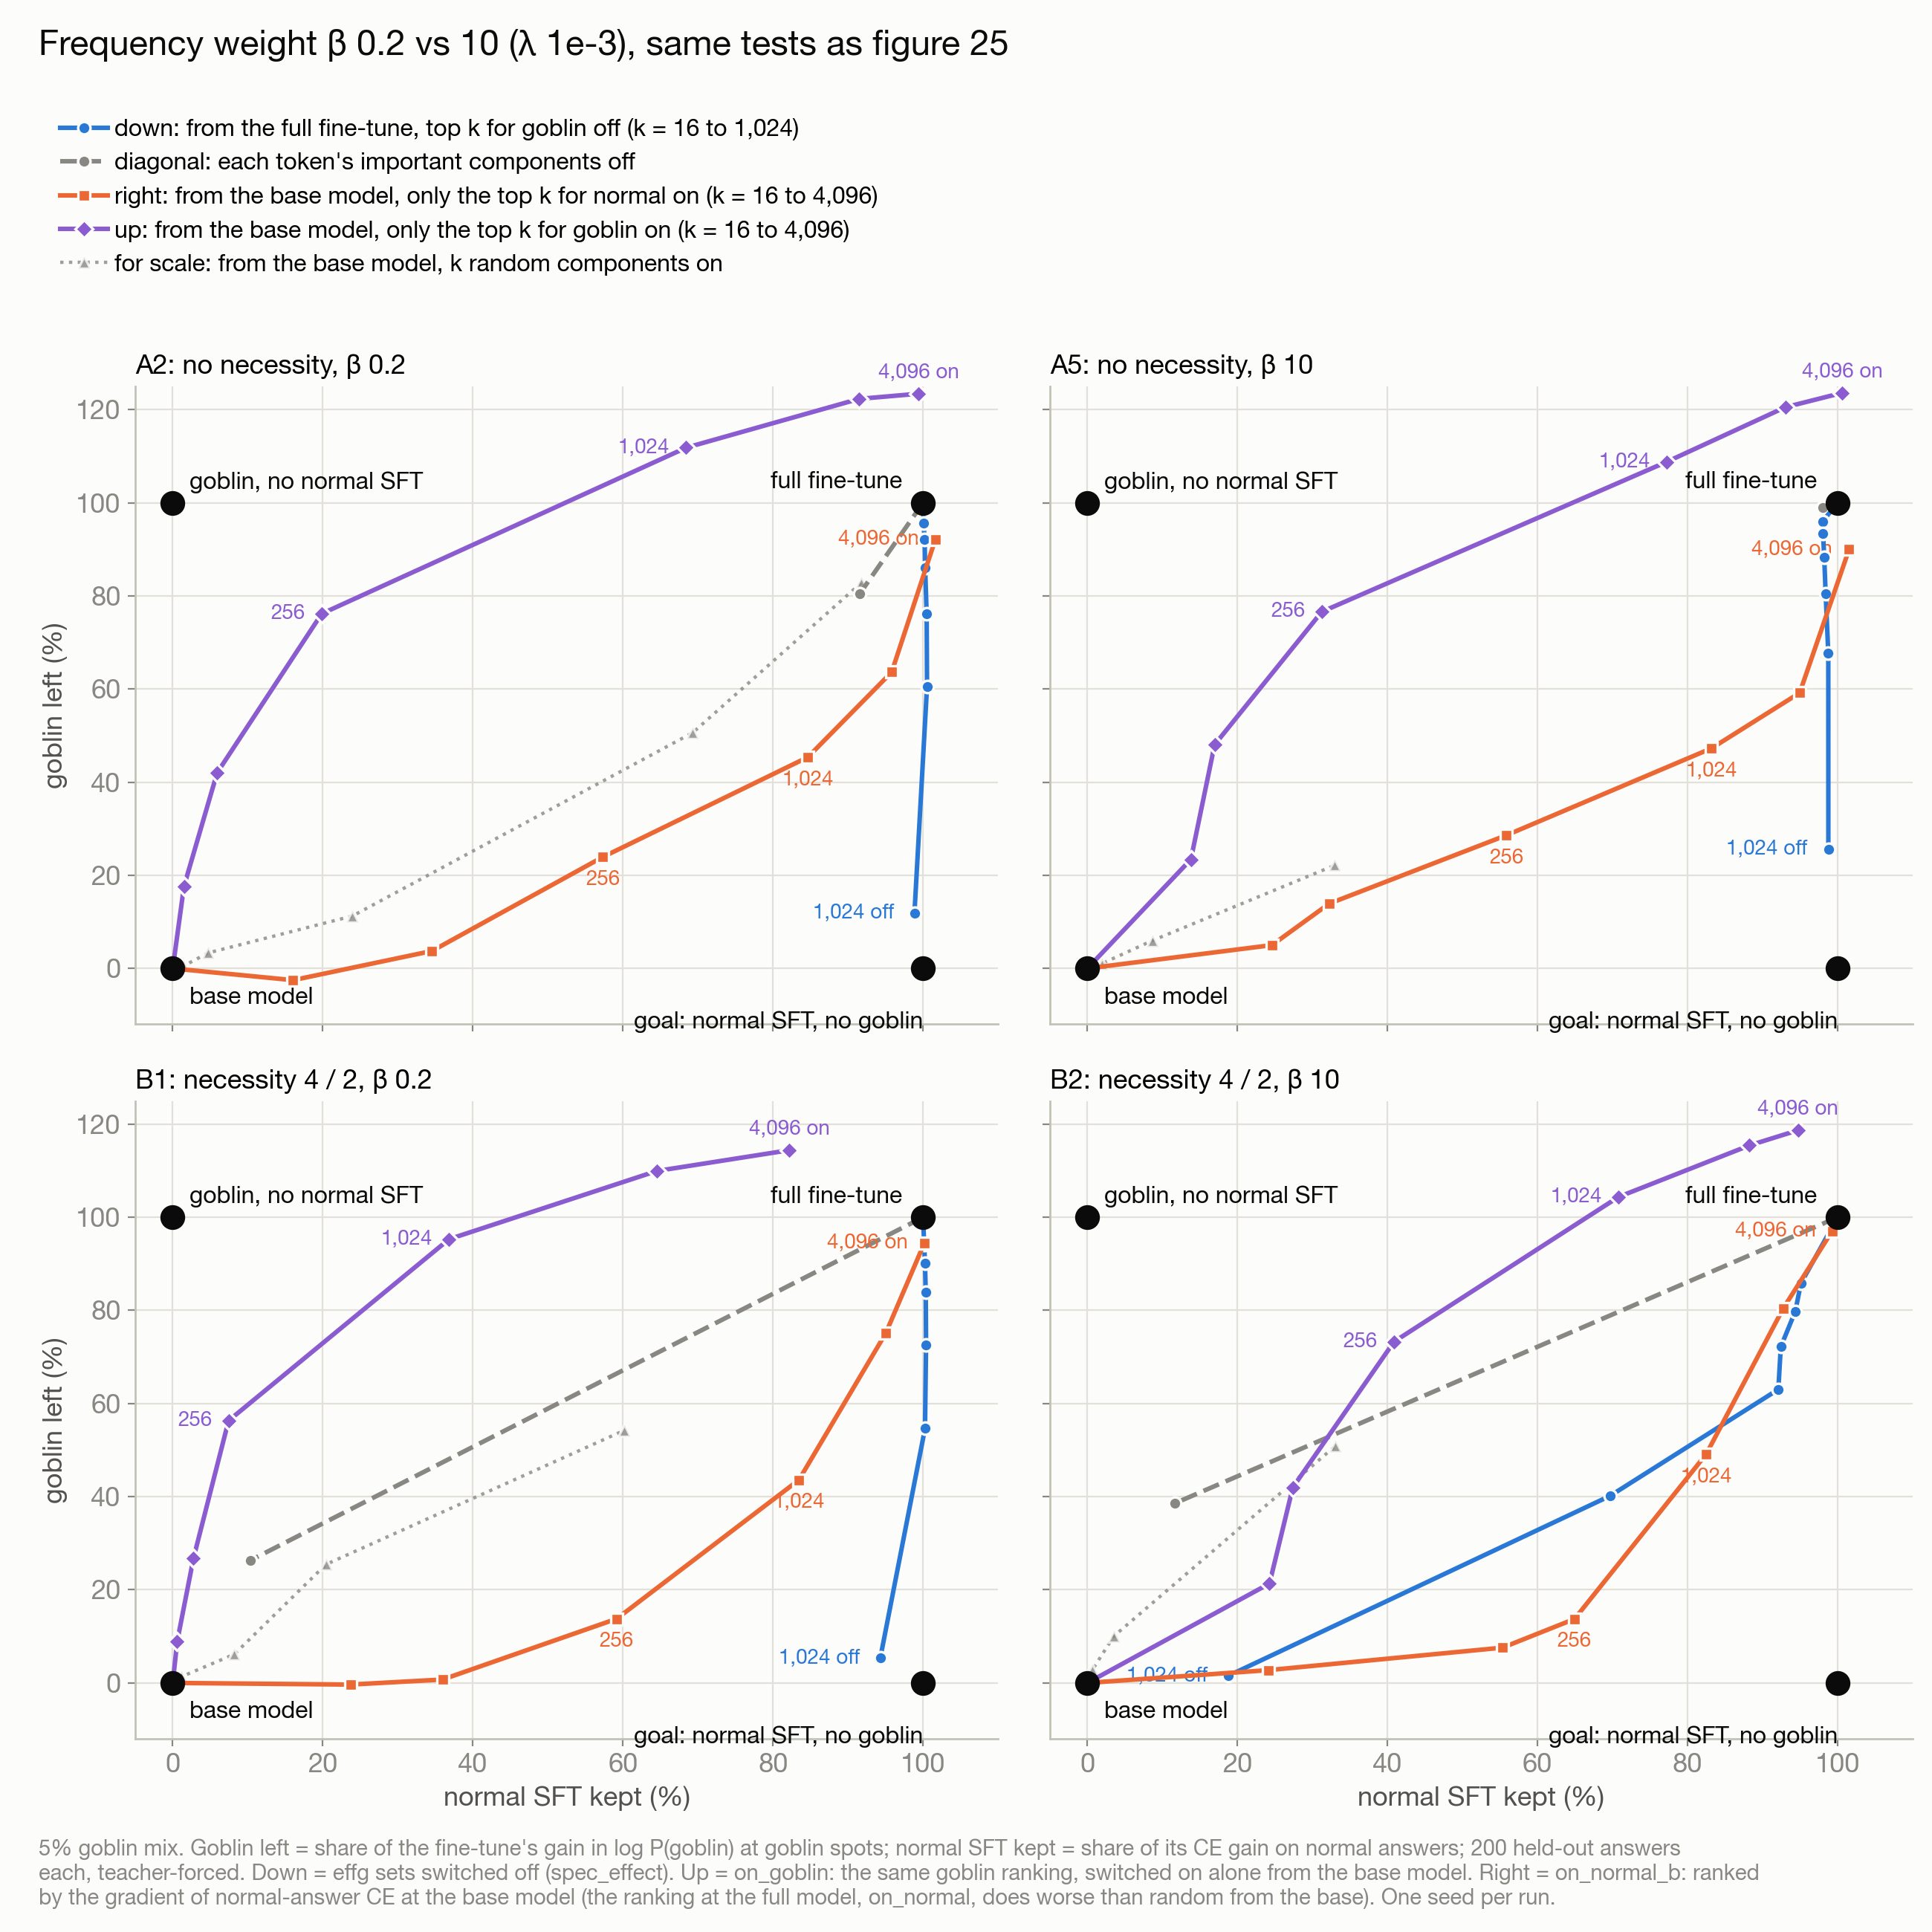 Frequency weight β 0.2 vs 10 (λ 1e-3), same tests as figure 25
down: from the full fine-tune, top k for goblin off (k = 16 to 1,024)
diagonal: each token's important components off
right: from the base model, only the top k for normal on (k = 16 to 4,096)
up: from the base model, only the top k for goblin on (k = 16 to 4,096)
for scale: from the base model, k random components on
A2: no necessity, β 0.2
4,096 on
120
1,024
goblin, no normal SFT
full fine-tune
100
4,096 on
80
256
60
goblin left (%)
40
1,024
256
20
1,024 off
0
base model
goal: normal SFT, no goblin
A5: no necessity, β 10
4,096 on
1,024
goblin, no normal SFT
full fine-tune
4,096 on
256
1,024
256
1,024 off
base model
goal: normal SFT, no goblin
B1: necessity 4 / 2, β 0.2
120
4,096 on
1,024
goblin, no normal SFT
full fine-tune
100
4,096 on
80
256
60
goblin left (%)
40
1,024
20
256
1,024 off
0
base model
goal: normal SFT, no goblin
0
20
40
60
80
100
normal SFT kept (%)
B2: necessity 4 / 2, β 10
4,096 on
1,024
goblin, no normal SFT
full fine-tune
4,096 on
256
1,024
256
1,024 off
base model
goal: normal SFT, no goblin
0
20
40
60
80
100
normal SFT kept (%)
5% goblin mix. Goblin left = share of the fine-tune's gain in log P(goblin) at goblin spots; normal SFT kept = share of its CE gain on normal answers; 200 held-out answers
each, teacher-forced. Down = effg sets switched off (spec_effect). Up = on_goblin: the same goblin ranking, switched on alone from the base model. Right = on_normal_b: ranked
by the gradient of normal-answer CE at the base model (the ranking at the full model, on_normal, does worse than random from the base). One seed per run.